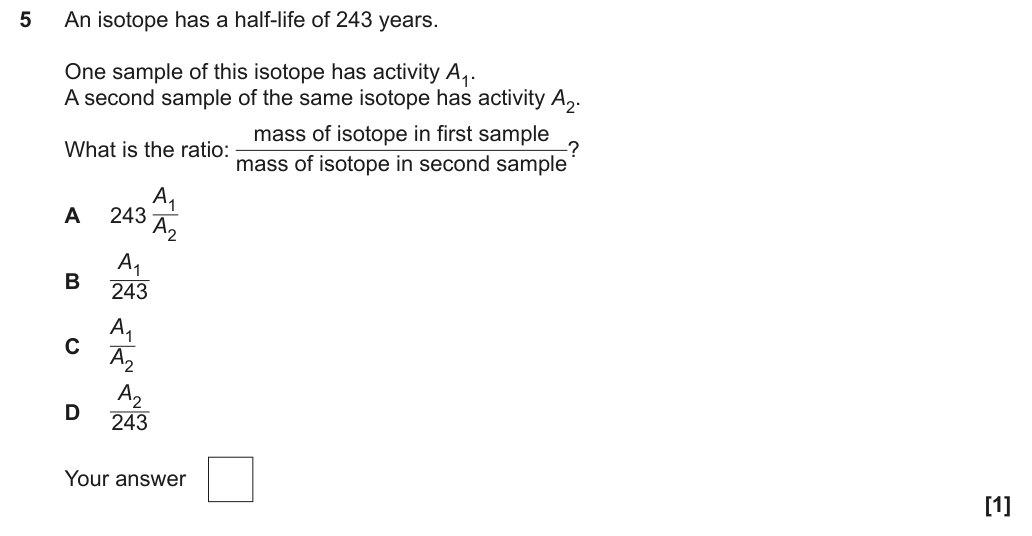 5 An isotope has a half-life of 243 years.
One sample of this isotope has activity A₁.
A second sample of the same isotope has activity A₂.
What is the ratio: mass of isotope in first sample / mass of isotope in second sample?
A 243 A₁/A₂
B A₁/243
C A₁/A₂
D A₂/243
Your answer
[1]